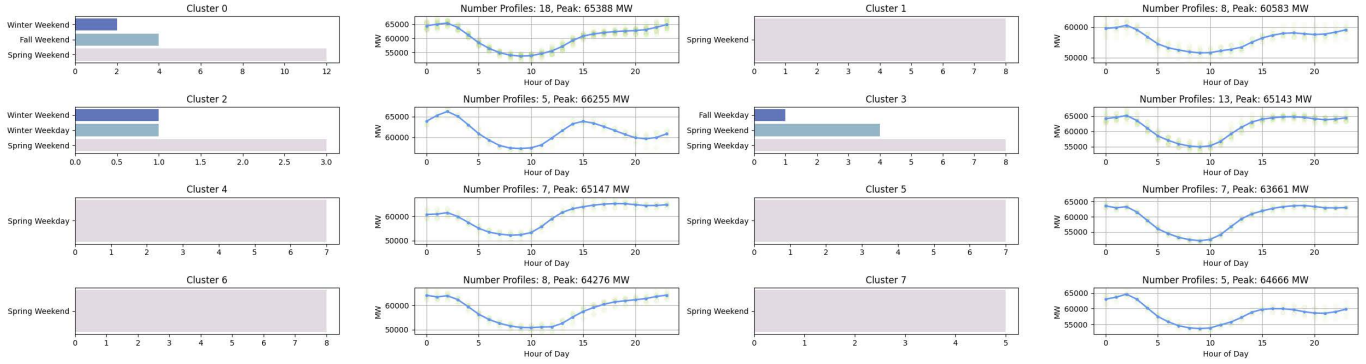 Cluster 0
Winter Weekend
Fall Weekend
Spring Weekend
0 2 4 6 8 10 12
Number Profiles: 18, Peak: 65388 MW
MW
65000
60000
55000
0 5 10 15 20
Hour of Day
Cluster 1
Spring Weekend
0 1 2 3 4 5 6 7 8
Number Profiles: 8, Peak: 60583 MW
MW
60000
50000
0 5 10 15 20
Hour of Day
Cluster 2
Winter Weekend
Winter Weekday
Spring Weekend
0.0 0.5 1.0 1.5 2.0 2.5 3.0
Number Profiles: 5, Peak: 66255 MW
MW
65000
60000
0 5 10 15 20
Hour of Day
Cluster 3
Fall Weekday
Spring Weekend
Spring Weekday
0 1 2 3 4 5 6 7 8
Number Profiles: 13, Peak: 65143 MW
MW
65000
60000
55000
0 5 10 15 20
Hour of Day
Cluster 4
Spring Weekday
0 1 2 3 4 5 6 7
Number Profiles: 7, Peak: 65147 MW
MW
60000
50000
0 5 10 15 20
Hour of Day
Cluster 5
Spring Weekday
0 1 2 3 4 5 6 7
Number Profiles: 7, Peak: 63661 MW
MW
65000
60000
55000
0 5 10 15 20
Hour of Day
Cluster 6
Spring Weekend
0 1 2 3 4 5 6 7 8
Number Profiles: 8, Peak: 64276 MW
MW
60000
50000
0 5 10 15 20
Hour of Day
Cluster 7
Spring Weekend
0 1 2 3 4 5
Number Profiles: 5, Peak: 64666 MW
MW
65000
60000
55000
0 5 10 15 20
Hour of Day